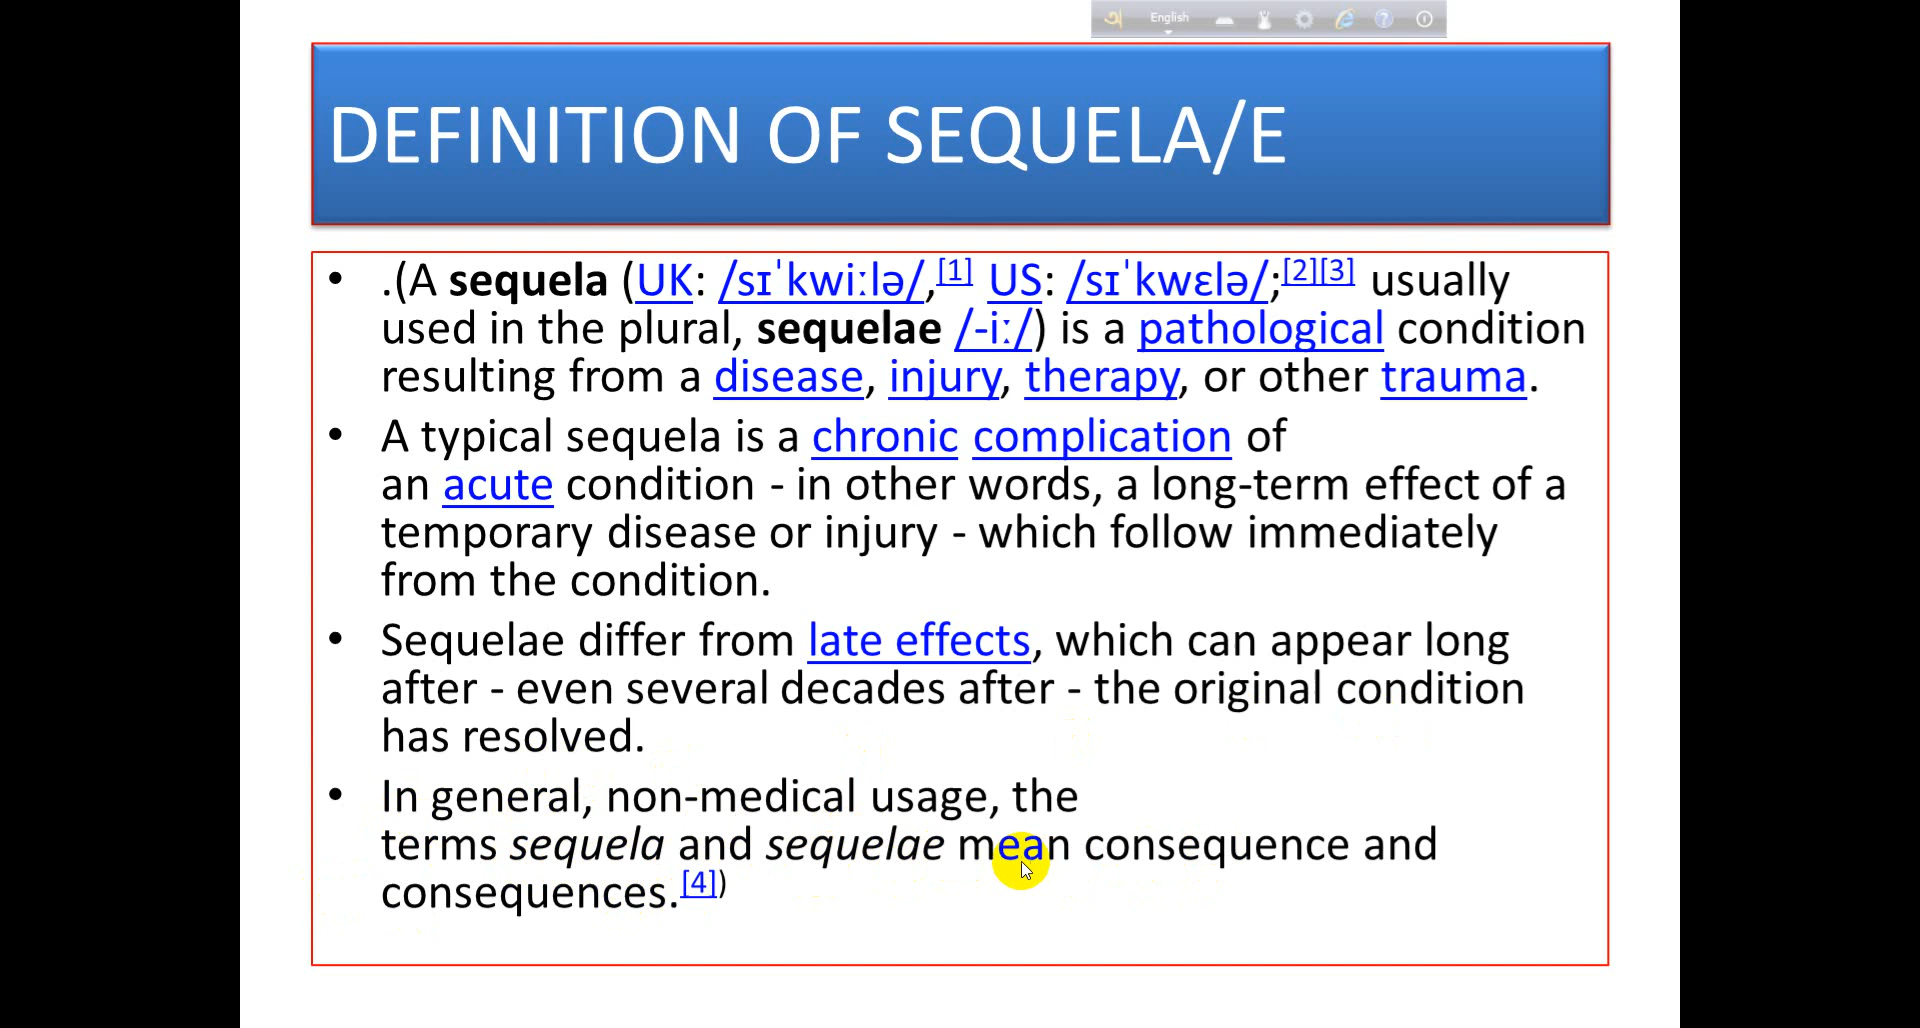 English
DEFINITION OF SEQUELA/E
• .(A sequela (UK: /sɪˈkwiːlə/,[1] US: /sɪˈkwɛlə/;[2][3] usually
used in the plural, sequelae /-iː/) is a pathological condition
resulting from a disease, injury, therapy, or other trauma.
• A typical sequela is a chronic complication of
an acute condition - in other words, a long-term effect of a
temporary disease or injury - which follow immediately
from the condition.
• Sequelae differ from late effects, which can appear long
after - even several decades after - the original condition
has resolved.
• In general, non-medical usage, the
terms sequela and sequelae mean consequence and
consequences.[4])